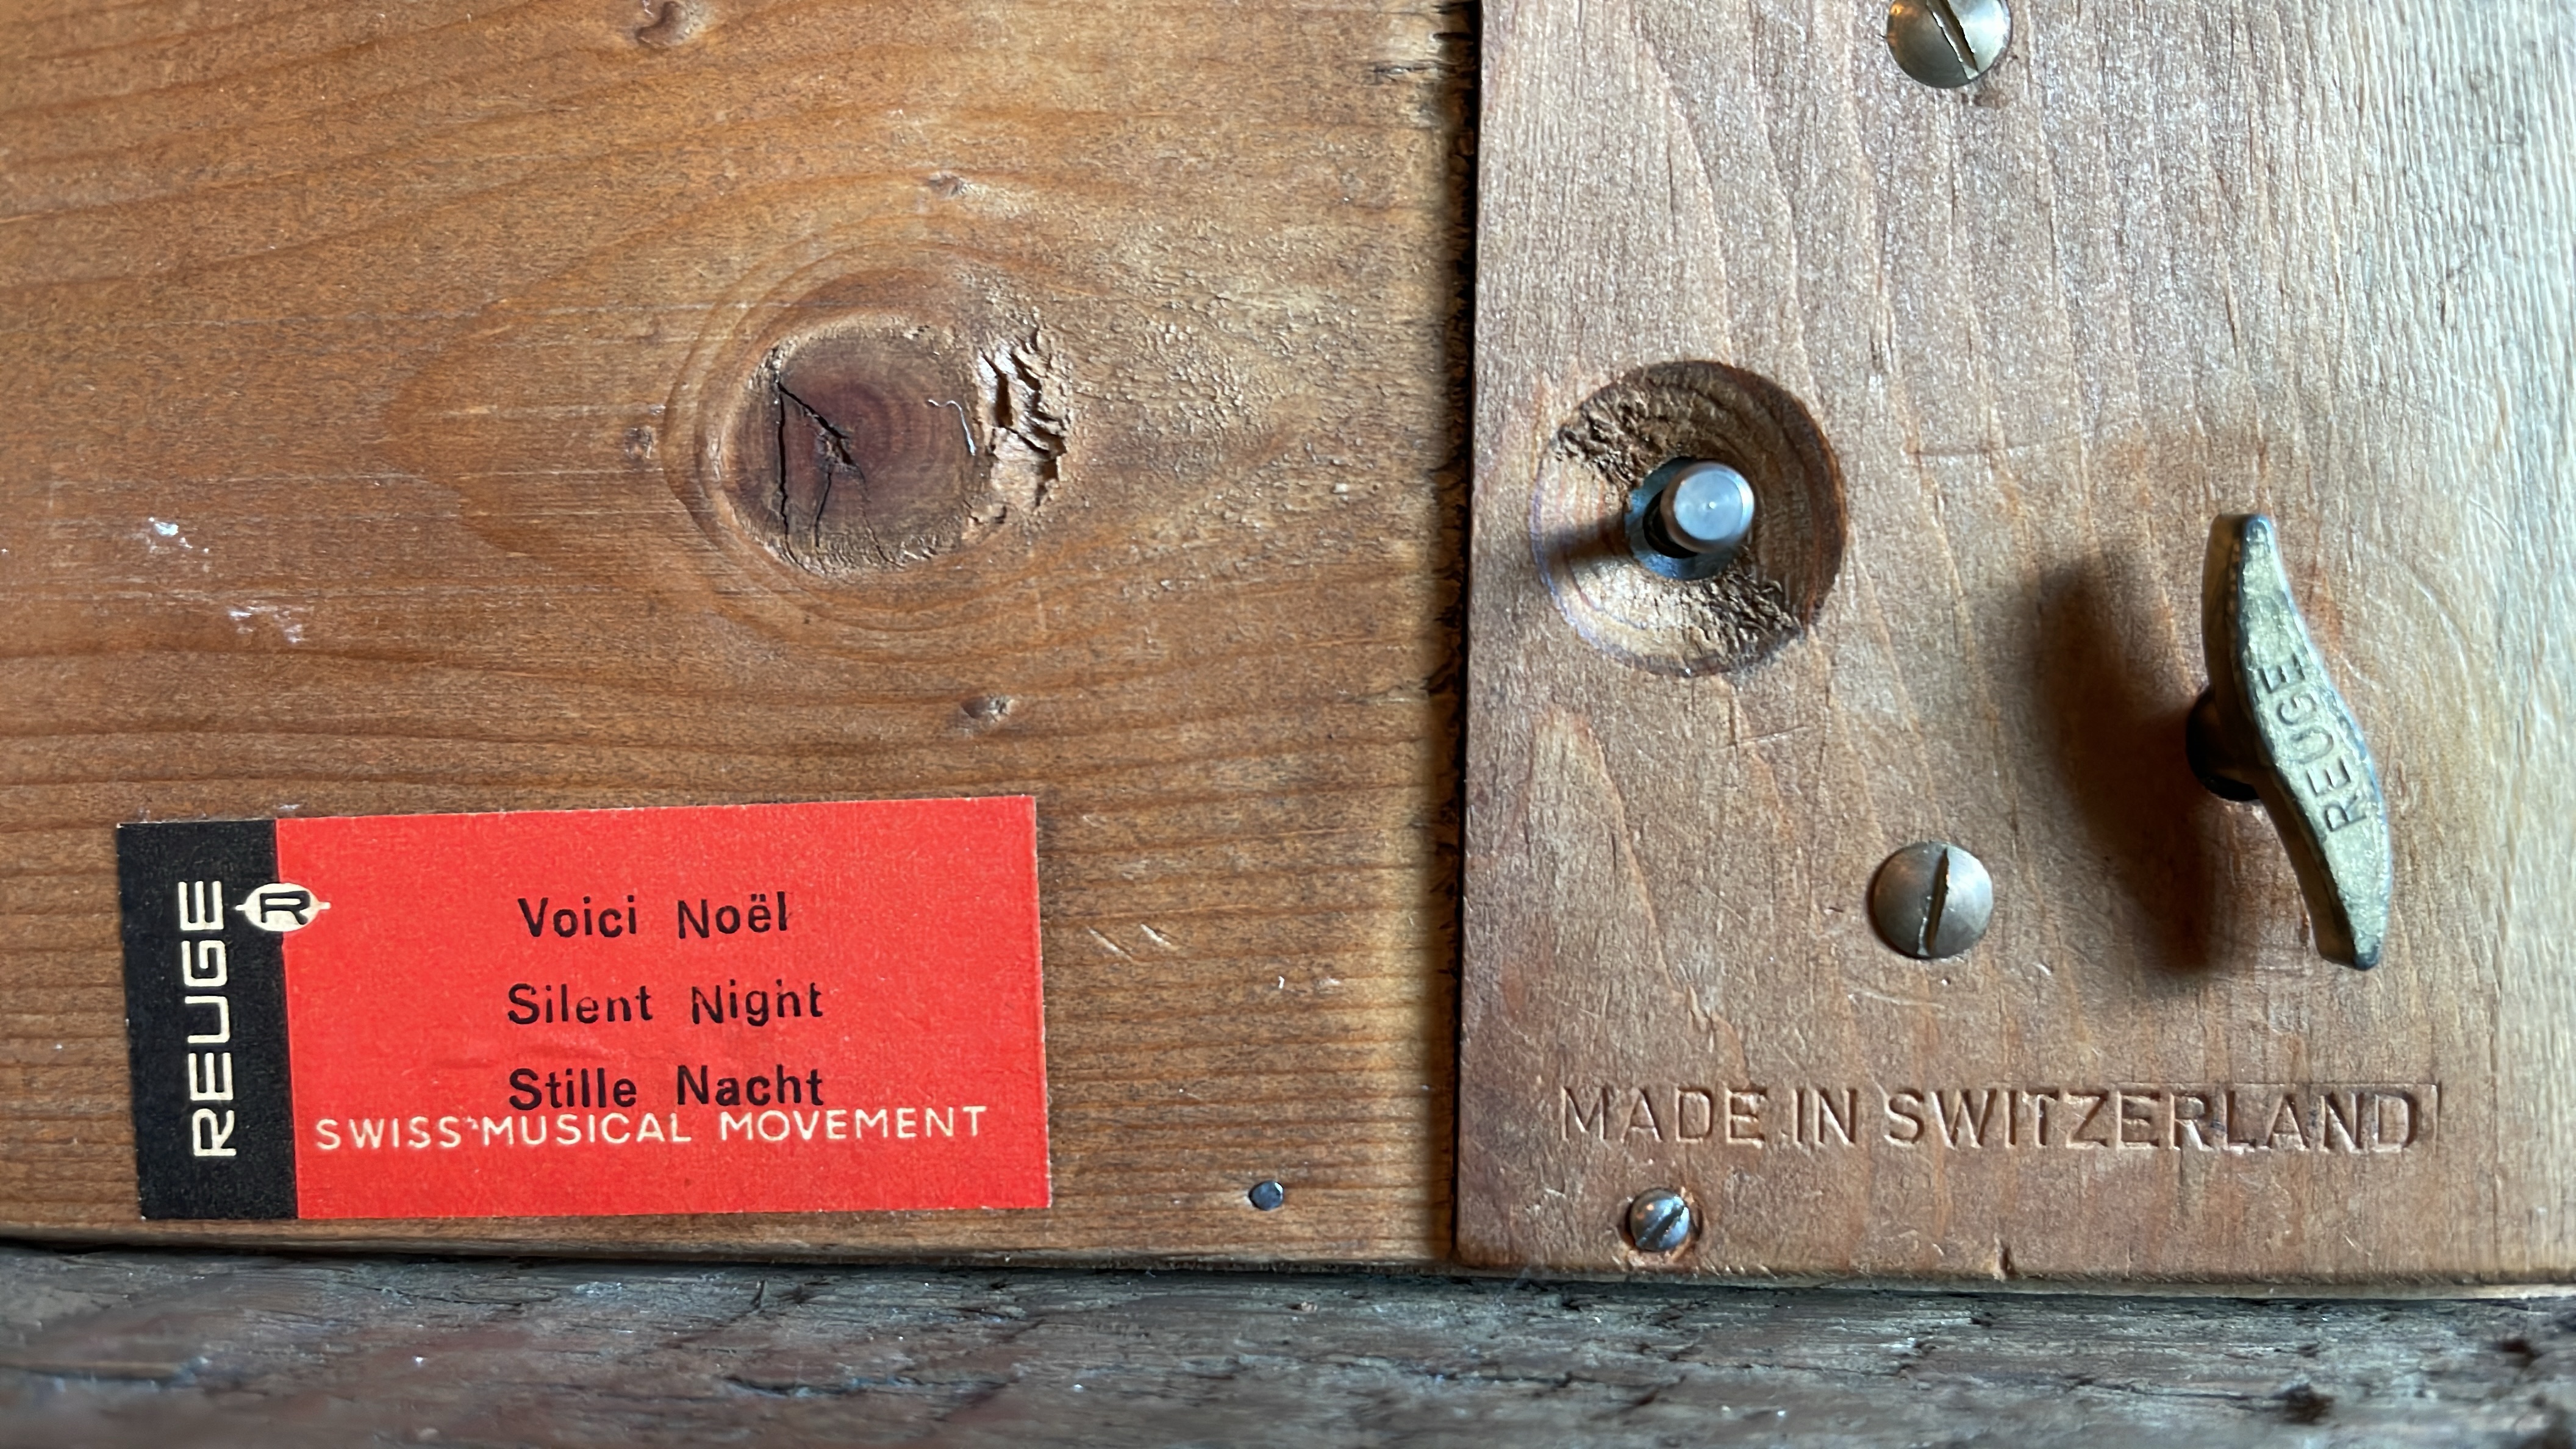 REUGE
R
Voici Noël
Silent Night
Stille Nacht
SWISS MUSICAL MOVEMENT
REUGE
MADE IN SWITZERLAND